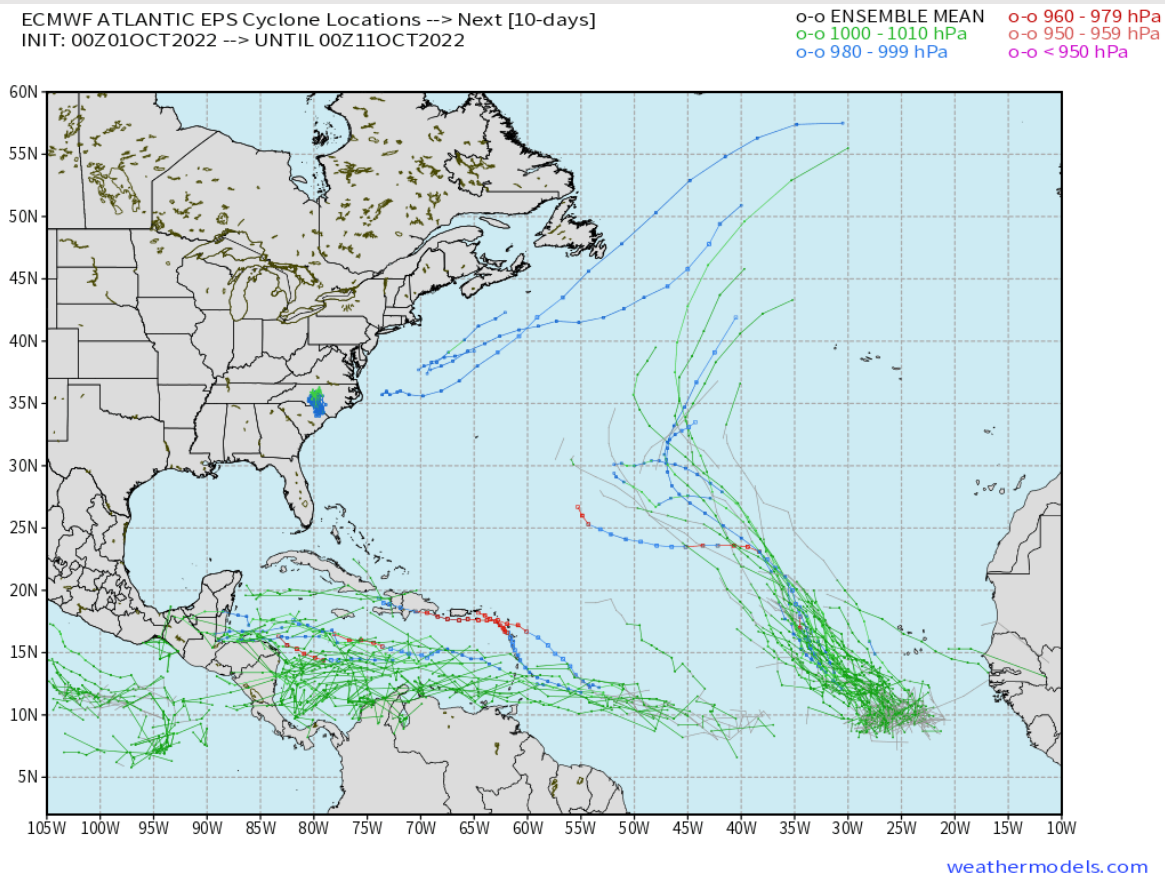 ECMWF ATLANTIC EPS Cyclone Locations --> Next [10-days]
INIT: 00Z01OCT2022 --> UNTIL 00Z11OCT2022
o-o ENSEMBLE MEAN
o-o 1000 - 1010 hPa
o-o 980 - 999 hPa
o-o 960 - 979 hPa
o-o 950 - 959 hPa
o-o < 950 hPa
60N
55N
50N
45N
40N
35N
30N
25N
20N
15N
10N
5N
105W 100W 95W 90W 85W 80W 75W 70W 65W 60W 55W 50W 45W 40W 35W 30W 25W 20W 15W 10W
weathermodels.com